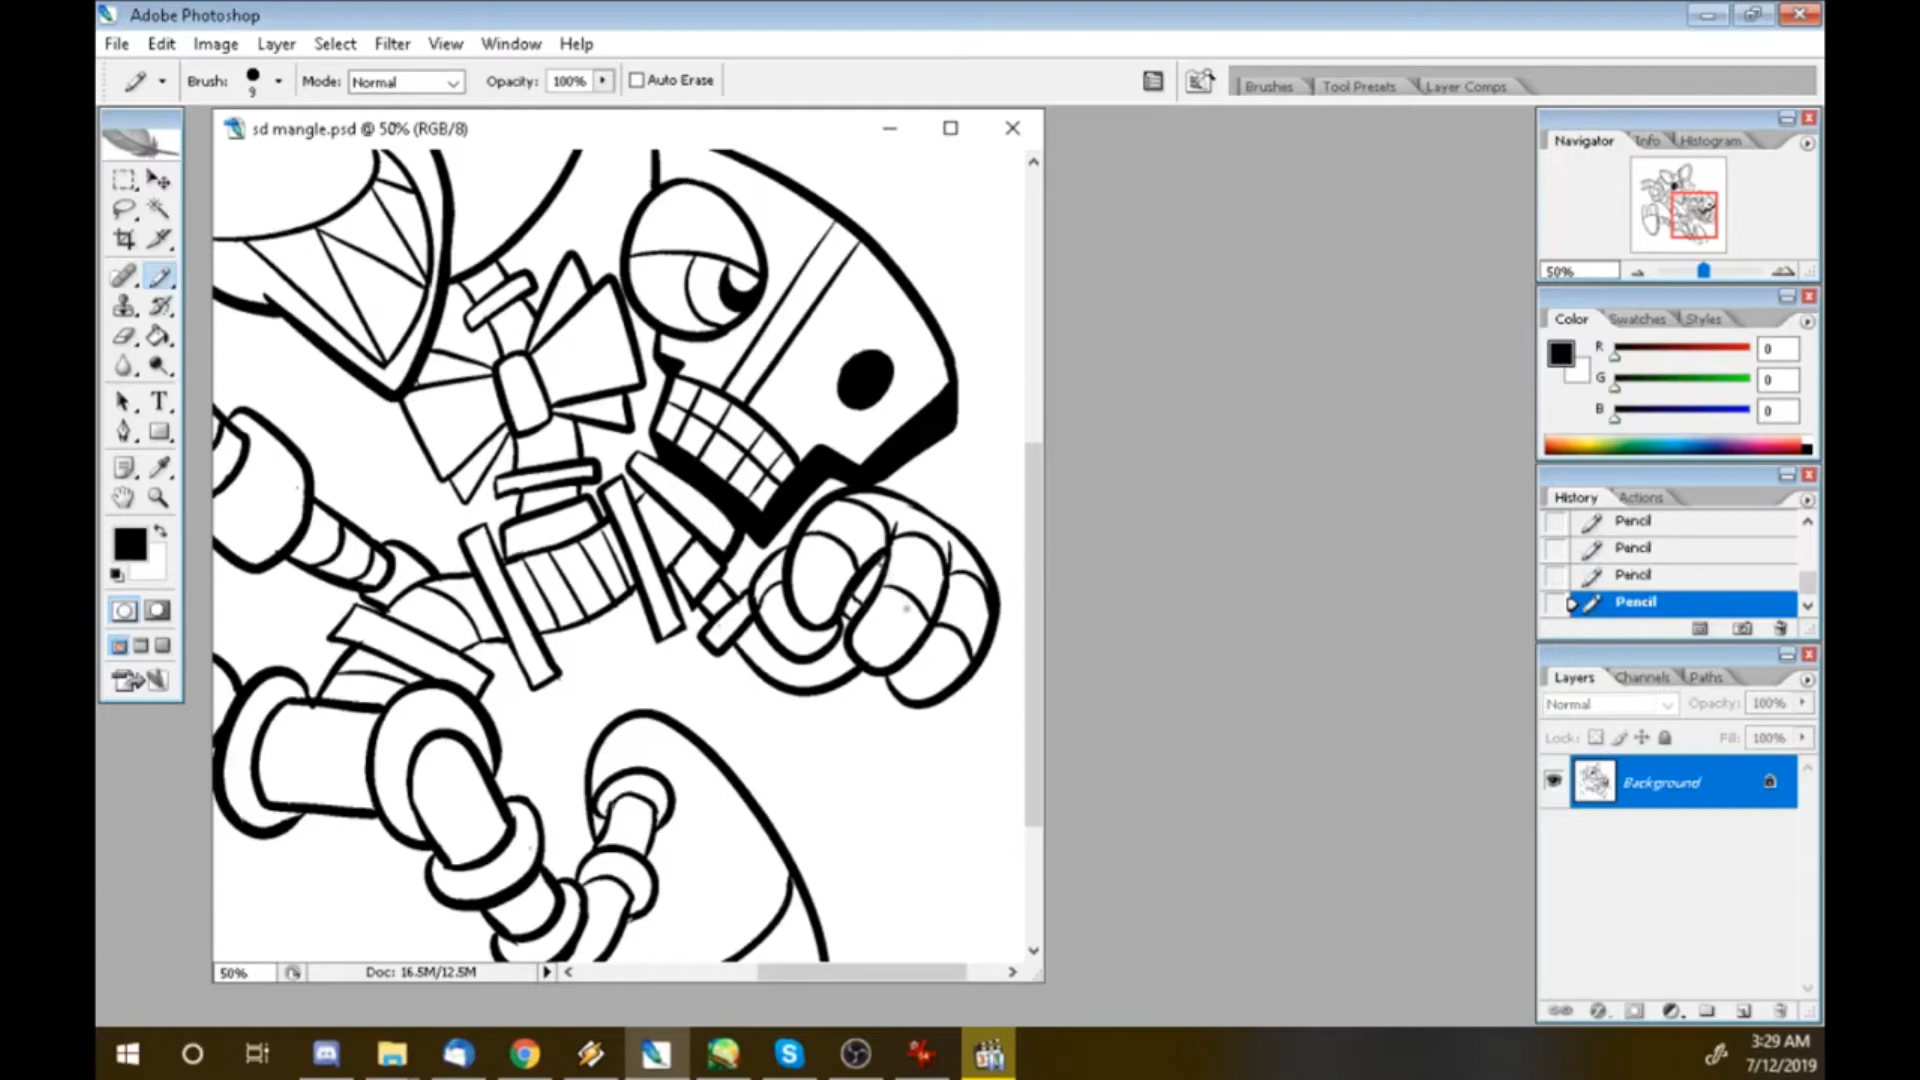 Adobe Photoshop
File Edit Image Layer Select Filter View Window Help
Brush: 9 Mode: Normal Opacity: 100% Auto Erase
Brushes Tool Presets Layer Comps
sd mangle.psd @ 50% (RGB/8)
Navigator Info Histogram
50%
Color Swatches Styles
R 0
G 0
B 0
History Actions
Pencil
Pencil
Pencil
Pencil
Layers Channels Paths
Normal Opacity: 100%
Lock: Fill: 100%
Background
50% Doc: 16.5M/12.5M
3:29 AM
7/12/2019